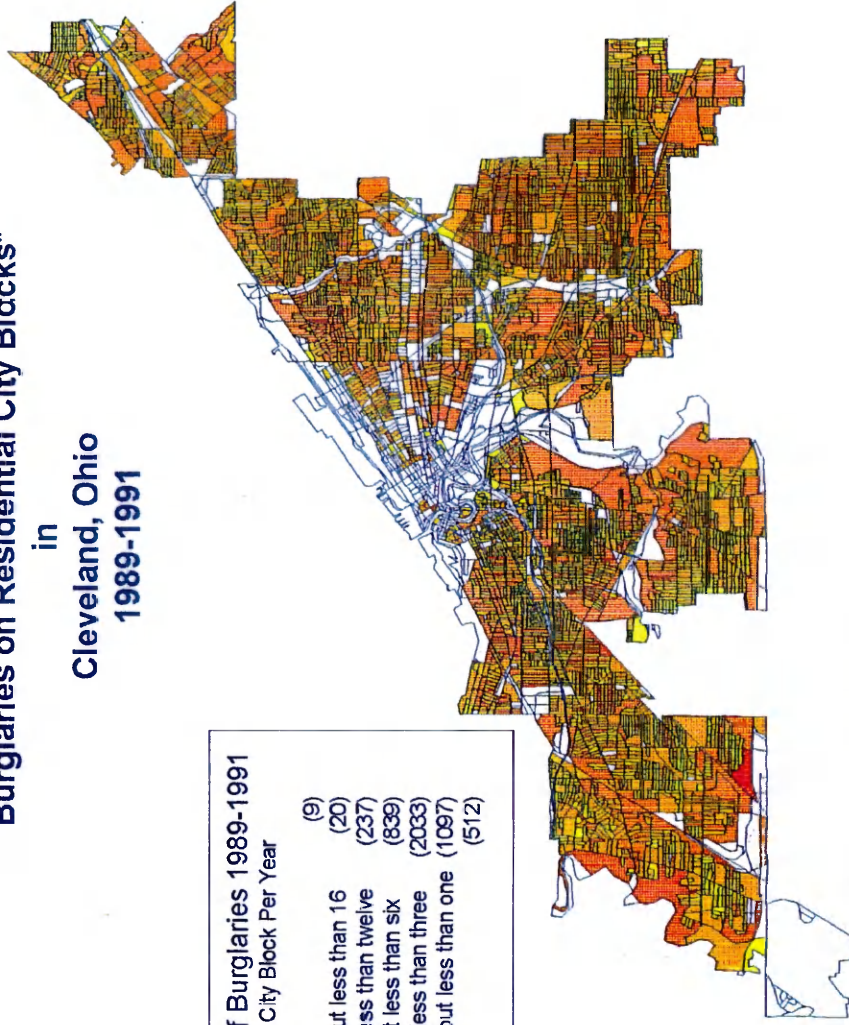 Burglaries on Residential City Blocks"
in
Cleveland, Ohio
1989-1991
f Burglaries 1989-1991
City Block Per Year
(9)
ut less than 16 (20)
ess than twelve (237)
t less than six (839)
ess than three (2033)
out less than one (1097)
(512)